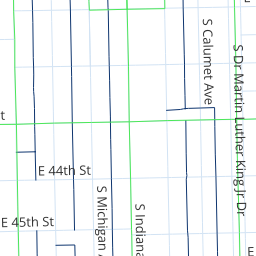 S Calumet Ave
S Dr Martin Luther King Jr Dr
t
E 44th St
S Michigan A
S Indiana
E 45th St
E